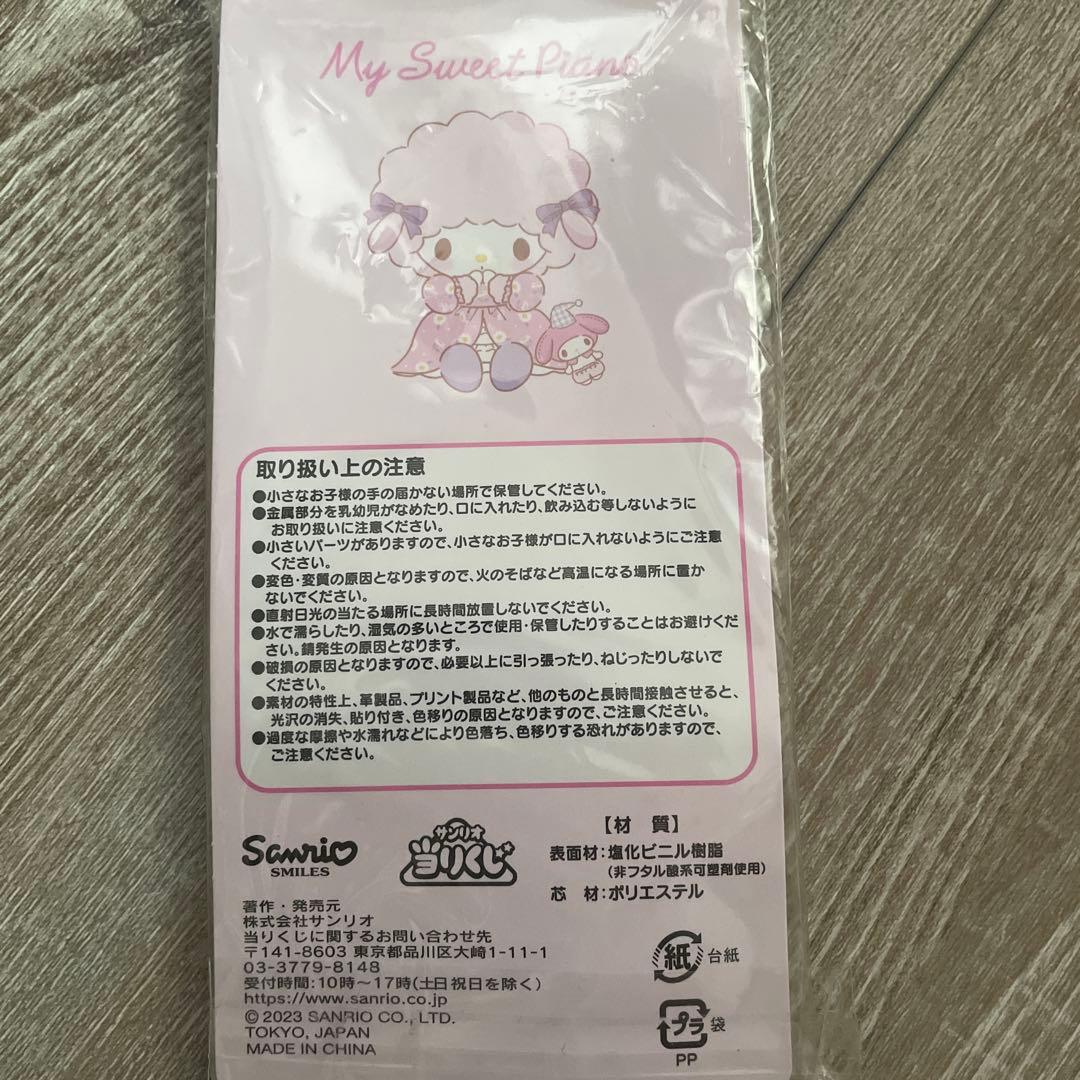 My Sweet Piano
取り扱い上の注意
●小さなお子様の手の届かない場所で保管してください。
●金属部分を乳幼児がなめたり、口に入れたり、飲み込む等しないように
お取り扱いに注意ください。
●小さいパーツがありますので、小さなお子様が口に入れないようにご注意
ください。
●変色・変質の原因となりますので、火のそばなど高温になる場所に置か
ないでください。
●直射日光の当たる場所に長時間放置しないでください。
●水で濡らしたり、湿気の多いところで使用・保管したりすることはお避けくだ
さい。錆発生の原因となります。
●破損の原因となりますので、必要以上に引っ張ったり、ねじったりしないで
ください。
●素材の特性上、革製品、プリント製品など、他のものと長時間接触させると、
光沢の消失、貼り付き、色移りの原因となりますので、ご注意ください。
●過度な摩擦や水濡れなどにより色落ち、色移りする恐れがありますので、
ご注意ください。
Sanrio
SMILES
サンリオ
当りくじ
【材 質】
表面材:塩化ビニル樹脂
(非フタル酸系可塑剤使用)
芯 材:ポリエステル
著作・発売元
株式会社サンリオ
当りくじに関するお問い合わせ先
〒141-8603 東京都品川区大崎1-11-1
03-3779-8148
受付時間:10時～17時(土日祝日を除く)
https://www.sanrio.co.jp
© 2023 SANRIO CO., LTD.
TOKYO, JAPAN
MADE IN CHINA
紙 台紙
プラ 袋
PP